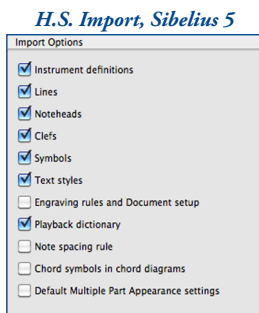 H.S. Import, Sibelius 5
Import Options
Instrument definitions
Lines
Noteheads
Clefs
Symbols
Text styles
Engraving rules and Document setup
Playback dictionary
Note spacing rule
Chord symbols in chord diagrams
Default Multiple Part Appearance settings